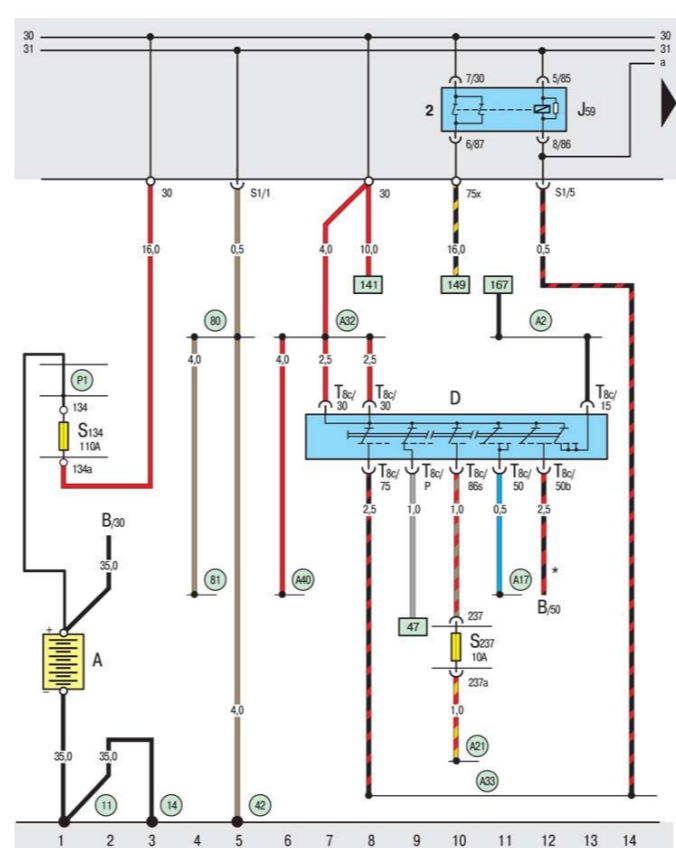 30 30
31 31
a
7/30 5/85
2 J59
6/87 8/86
30 S1/1 30 75x S1/5
16,0 0,5 4,0 10,0 16,0 0,5
141 149 167
80 A32 A2
4,0 4,0 2,5 2,5
P1
134
S134
110A
134a
T8c/30 T8c/30 D T8c/15
T8c/75 T8c/P T8c/86s T8c/50 T8c/50b
2,5 1,0 1,0 0,5 2,5
B/30
35,0
81 A40 A17 *
B/50
47 237
S237
10A
237a
+
A
–
4,0 1,0
35,0 35,0
A21
A33
11 14 42
1 2 3 4 5 6 7 8 9 10 11 12 13 14